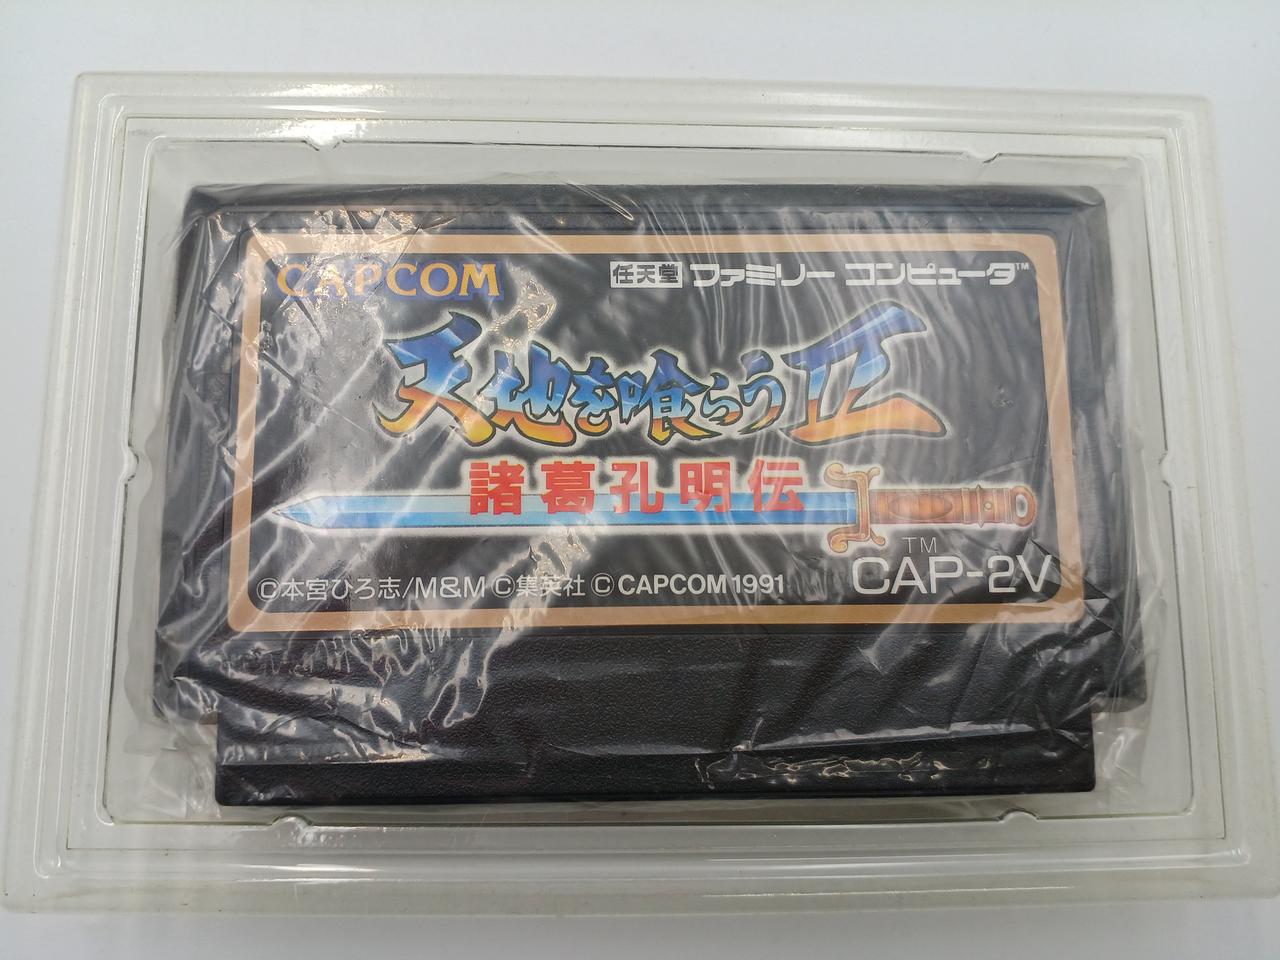 CAPCOM
任天堂 ファミリー コンピュータ™
天地を喰らうII
諸葛孔明伝
TM
CAP-2V
©本宮ひろ志/M&M ©集英社 © CAPCOM 1991